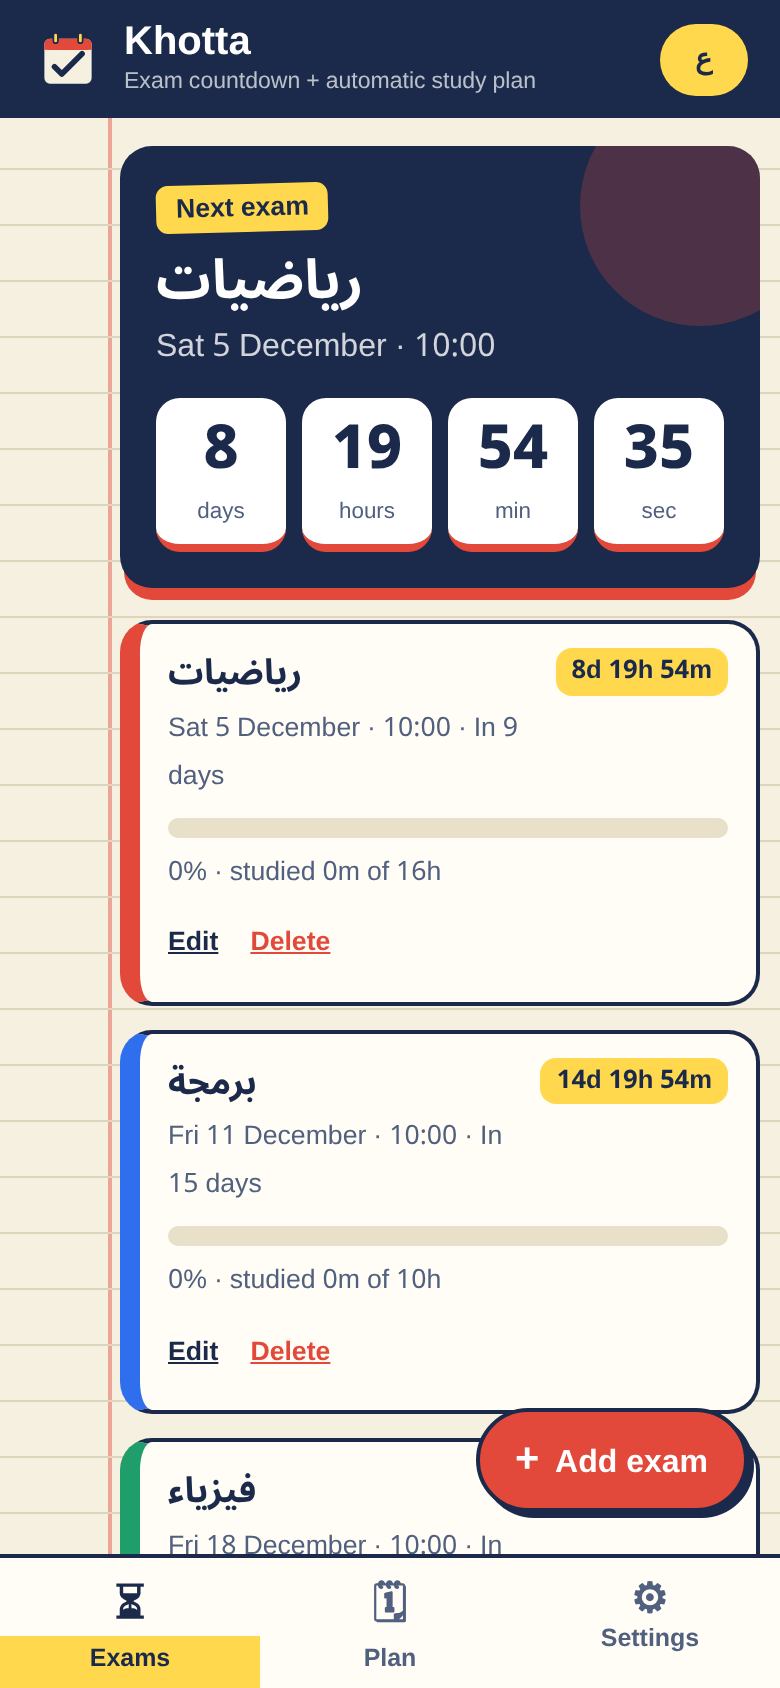 Khotta
Exam countdown + automatic study plan
ع
Next exam
رياضيات
Sat 5 December · 10:00
8
19
54
35
days
hours
min
sec
رياضيات
8d 19h 54m
Sat 5 December · 10:00 · In 9
days
0% · studied 0m of 16h
Edit
Delete
برمجة
14d 19h 54m
Fri 11 December · 10:00 · In
15 days
0% · studied 0m of 10h
Edit
Delete
+ Add exam
فيزياء
Fri 18 December · 10:00 · In
Exams
Plan
Settings